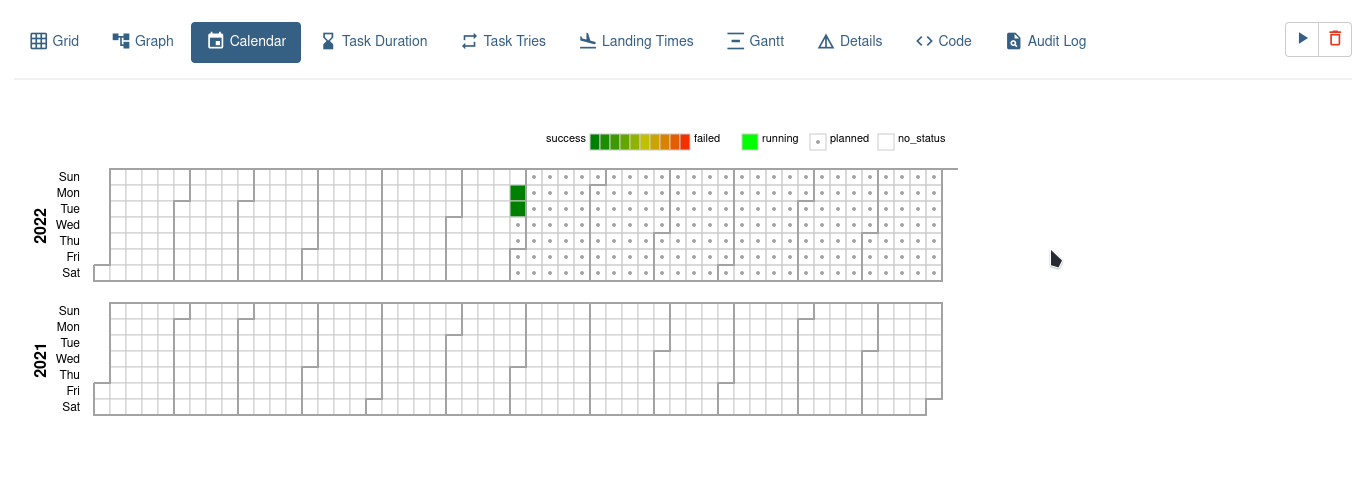 Grid Graph Calendar Task Duration Task Tries Landing Times Gantt Details Code Audit Log
success failed running planned no_status
2022
Sun
Mon
Tue
Wed
Thu
Fri
Sat
2021
Sun
Mon
Tue
Wed
Thu
Fri
Sat